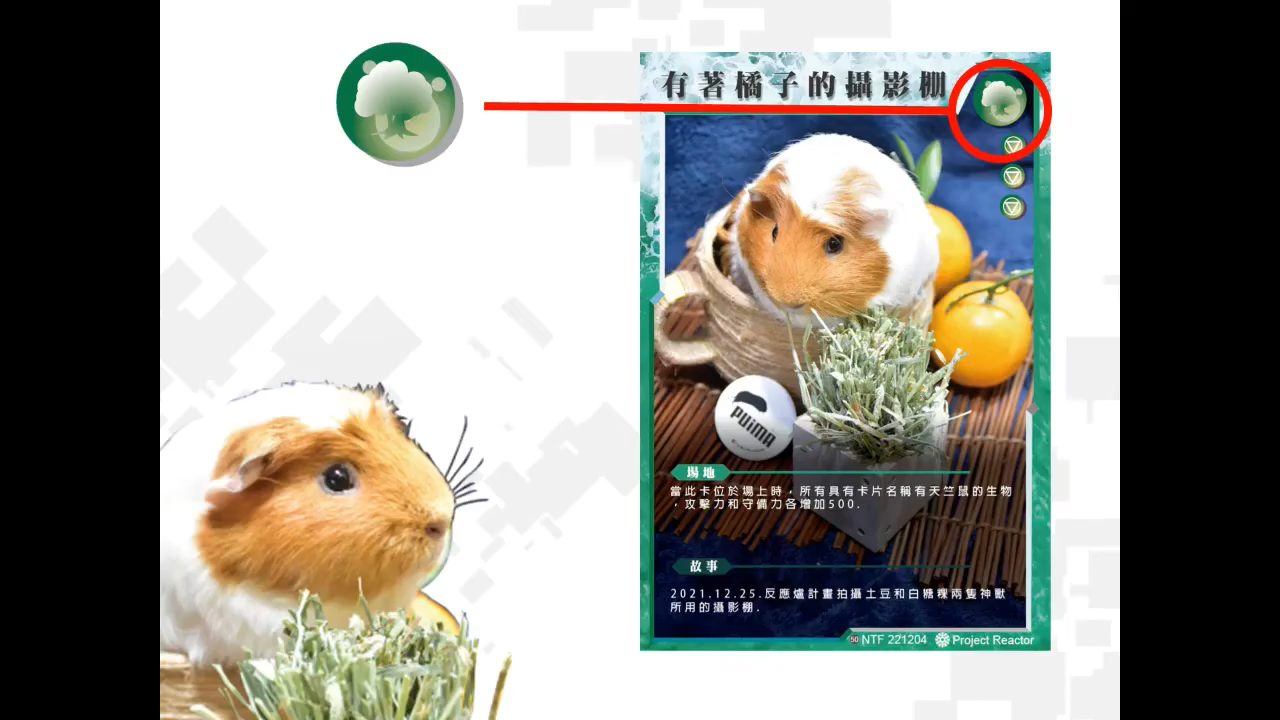 有著橘子的攝影棚
PUiMA
場地
當此卡位於場上時，所有具有卡片名稱有天竺鼠的生物
，攻擊力和守備力各增加500.
故事
2021.12.25.反應爐計畫拍攝土豆和白糖粿兩隻神獸
所用的攝影棚.
50 NTF 221204 Project Reactor